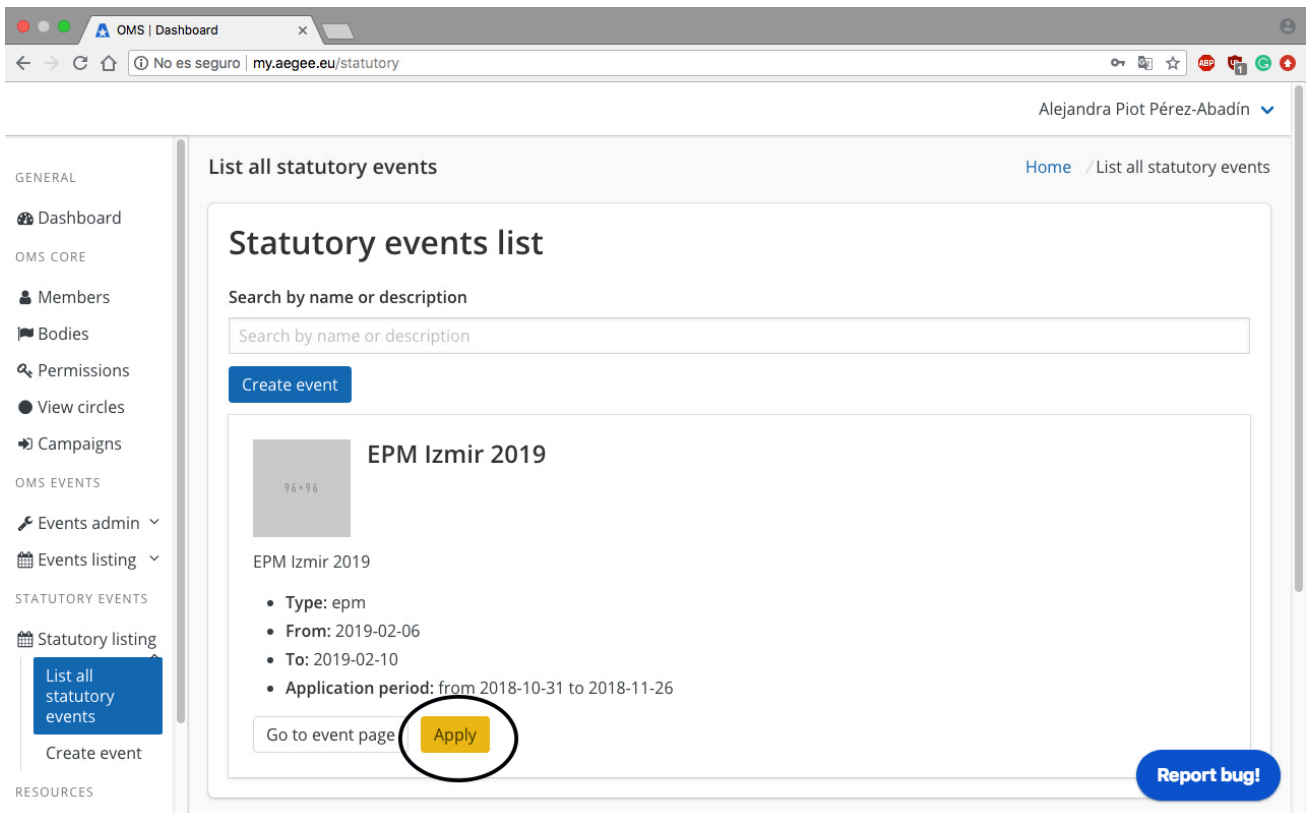 OMS | Dashboard
No es seguro | my.aegee.eu/statutory
ABP
1
Alejandra Piot Pérez-Abadín
GENERAL
Dashboard
OMS CORE
Members
Bodies
Permissions
View circles
Campaigns
OMS EVENTS
Events admin
Events listing
STATUTORY EVENTS
Statutory listing
List all
statutory
events
Create event
RESOURCES
List all statutory events
Home / List all statutory events
Statutory events list
Search by name or description
Search by name or description
Create event
96×96
EPM Izmir 2019
EPM Izmir 2019
• Type: epm
• From: 2019-02-06
• To: 2019-02-10
• Application period: from 2018-10-31 to 2018-11-26
Go to event page
Apply
Report bug!